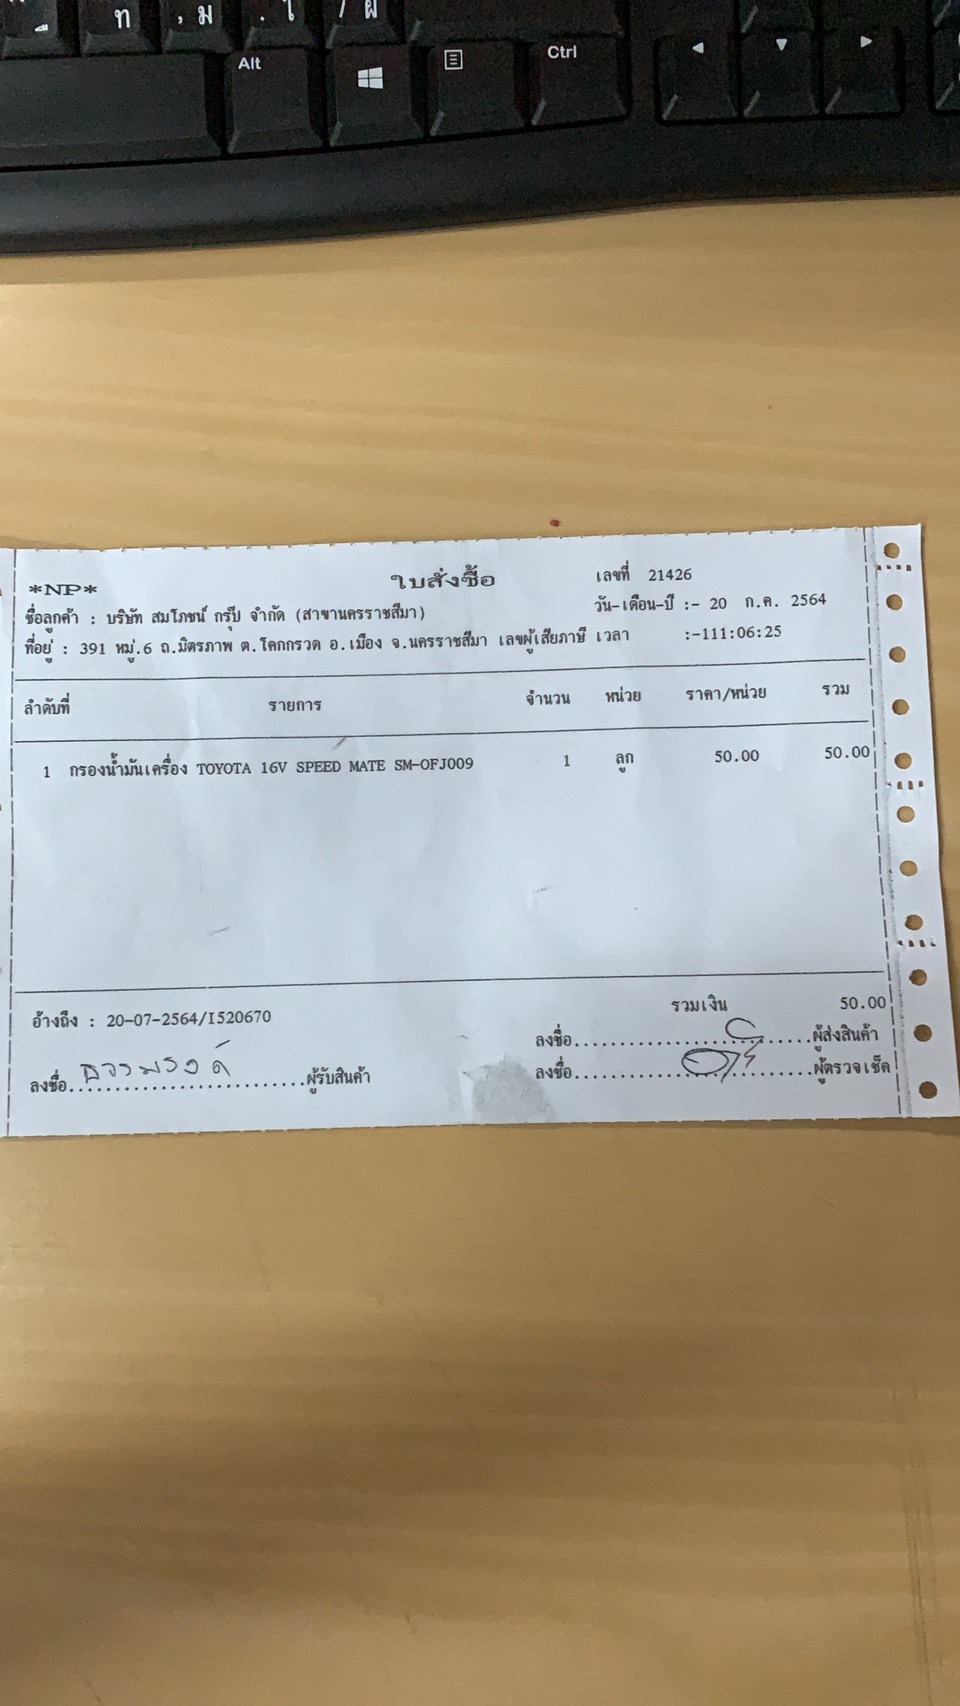 ท , ม . ใ / ฝ
Alt Ctrl
*NP* ใบสั่งซื้อ เลขที่ 21426
ชื่อลูกค้า : บริษัท สมโภชน์ กรุ๊ป จำกัด (สาขานครราชสีมา) วัน-เดือน-ปี :- 20 ก.ค. 2564
ที่อยู่ : 391 หมู่.6 ถ.มิตรภาพ ต.โคกกรวด อ.เมือง จ.นครราชสีมา เลขผู้เสียภาษี เวลา :-111:06:25
ลำดับที่ รายการ จำนวน หน่วย ราคา/หน่วย รวม
1 กรองน้ำมันเครื่อง TOYOTA 16V SPEED MATE SM-OFJ009 1 ลูก 50.00 50.00
อ้างถึง : 20-07-2564/I520670 รวมเงิน 50.00
ลงชื่อ..............................ผู้ส่งสินค้า
ลงชื่อ..............................ผู้รับสินค้า ลงชื่อ..............................ผู้ตรวจเช็ค